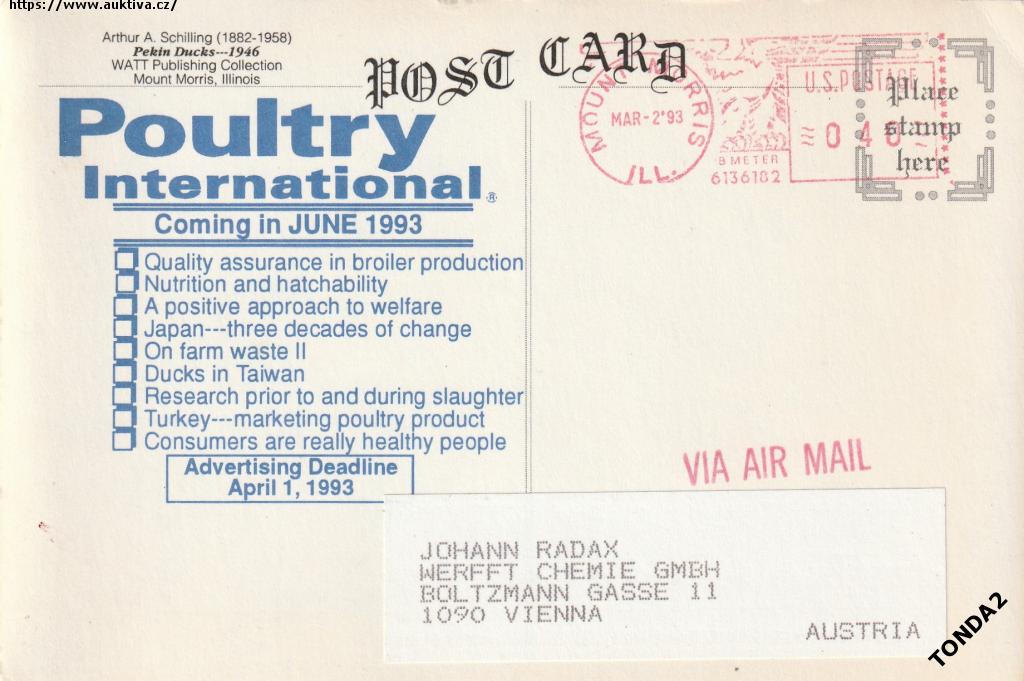 https://www.auktiva.cz/
Arthur A. Schilling (1882-1958)
Pekin Ducks---1946
WATT Publishing Collection
Mount Morris, Illinois
POST CARD
Poultry
International®
Coming in JUNE 1993
Quality assurance in broiler production
Nutrition and hatchability
A positive approach to welfare
Japan---three decades of change
On farm waste II
Ducks in Taiwan
Research prior to and during slaughter
Turkey---marketing poultry product
Consumers are really healthy people
Advertising Deadline
April 1, 1993
MOUNT MORRIS
MAR-2'93
ILL.
U.S. POSTAGE
B METER
6136182
Place
stamp
here
VIA AIR MAIL
JOHANN RADAX
WERFFT CHEMIE GMBH
BOLTZMANN GASSE 11
1090 VIENNA
AUSTRIA
TONDA2